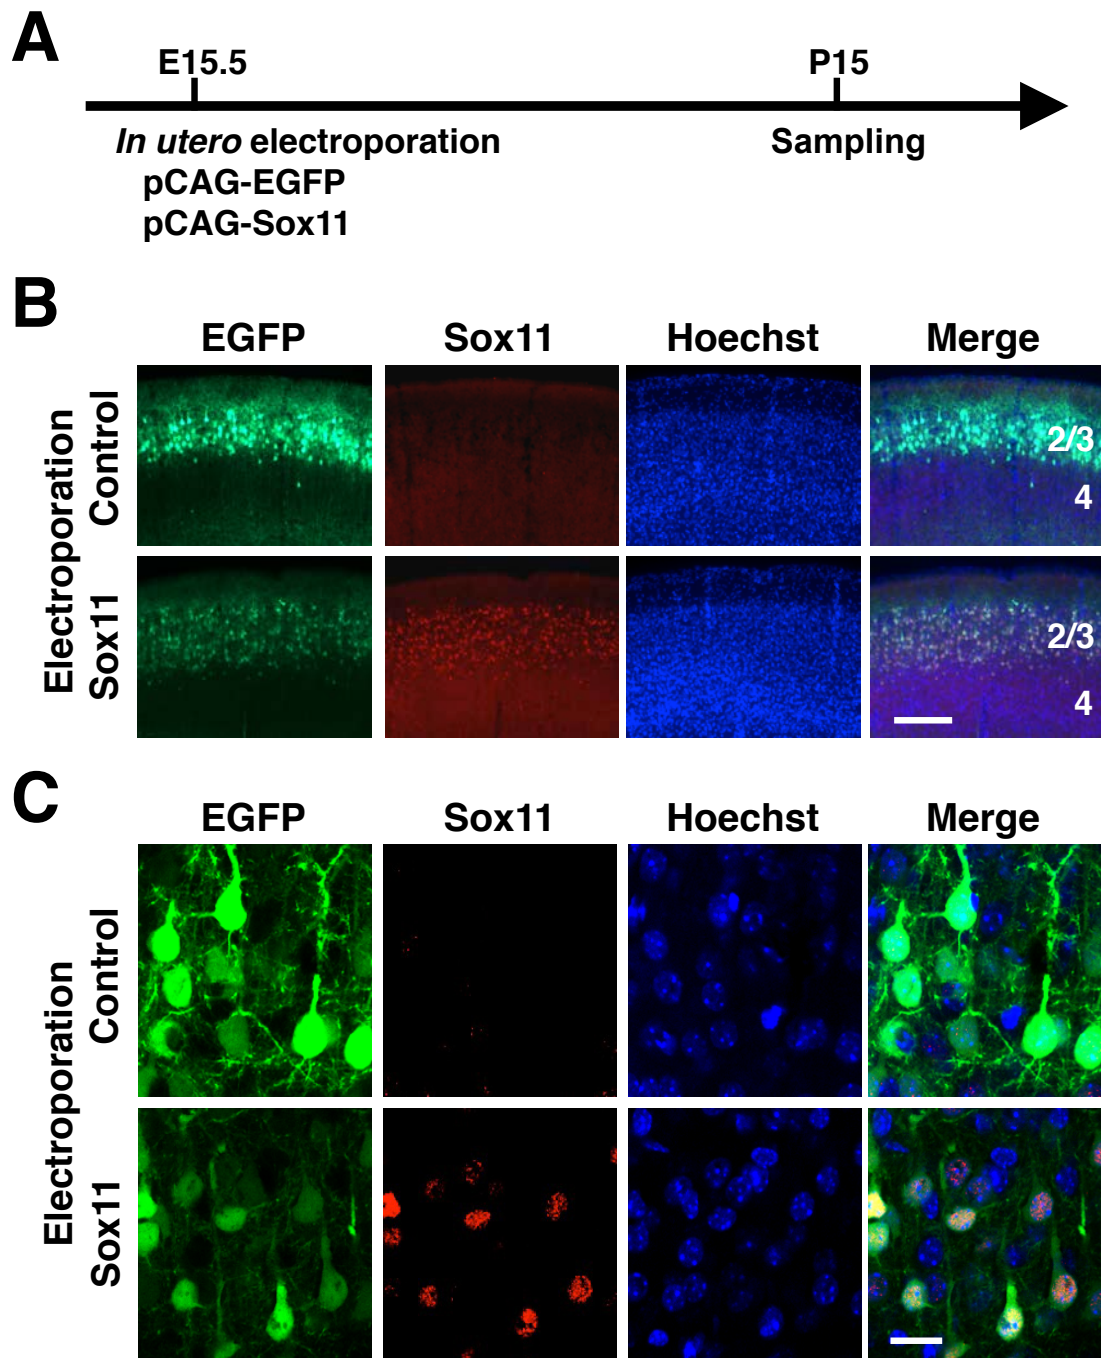 A
E15.5 P15
In utero electroporation Sampling
pCAG-EGFP
pCAG-Sox11
B
EGFP Sox11 Hoechst Merge
Electroporation
Control
2/3
4
Sox11
2/3
4
C
EGFP Sox11 Hoechst Merge
Electroporation
Control
Sox11